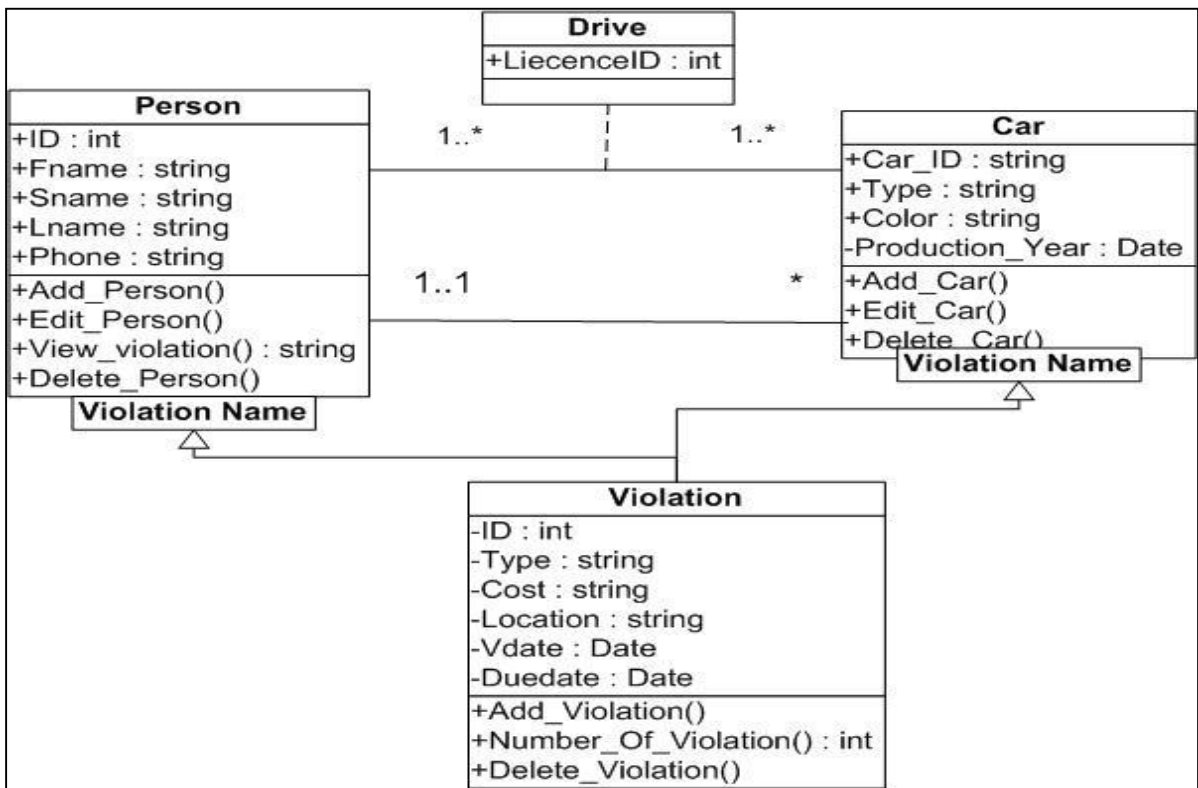 Drive
+LiecenceID : int
Person
+ID : int
+Fname : string
+Sname : string
+Lname : string
+Phone : string
+Add_Person()
+Edit_Person()
+View_violation() : string
+Delete_Person()
Violation Name
1..*
1..*
1..1
*
Car
+Car_ID : string
+Type : string
+Color : string
-Production_Year : Date
+Add_Car()
+Edit_Car()
+Delete_Car()
Violation Name
Violation
-ID : int
-Type : string
-Cost : string
-Location : string
-Vdate : Date
-Duedate : Date
+Add_Violation()
+Number_Of_Violation() : int
+Delete_Violation()